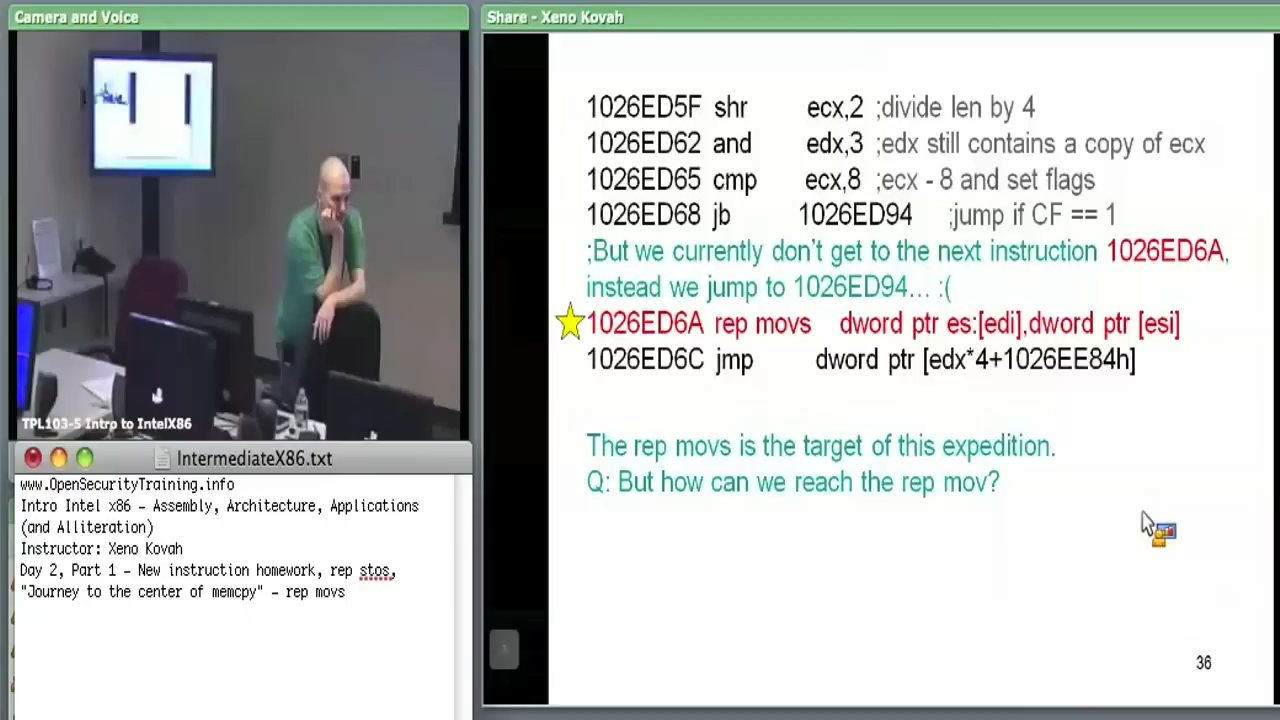 Camera and Voice
TPL103-5 Intro to IntelX86
IntermediateX86.txt
www.OpenSecurityTraining.info
Intro Intel x86 - Assembly, Architecture, Applications
(and Alliteration)
Instructor: Xeno Kovah
Day 2, Part 1 - New instruction homework, rep stos,
"Journey to the center of memcpy" - rep movs
Share - Xeno Kovah
1026ED5F shr ecx,2 ;divide len by 4
1026ED62 and edx,3 ;edx still contains a copy of ecx
1026ED65 cmp ecx,8 ;ecx - 8 and set flags
1026ED68 jb 1026ED94 ;jump if CF == 1
;But we currently don't get to the next instruction 1026ED6A,
instead we jump to 1026ED94... :(
1026ED6A rep movs dword ptr es:[edi],dword ptr [esi]
1026ED6C jmp dword ptr [edx*4+1026EE84h]
The rep movs is the target of this expedition.
Q: But how can we reach the rep mov?
36